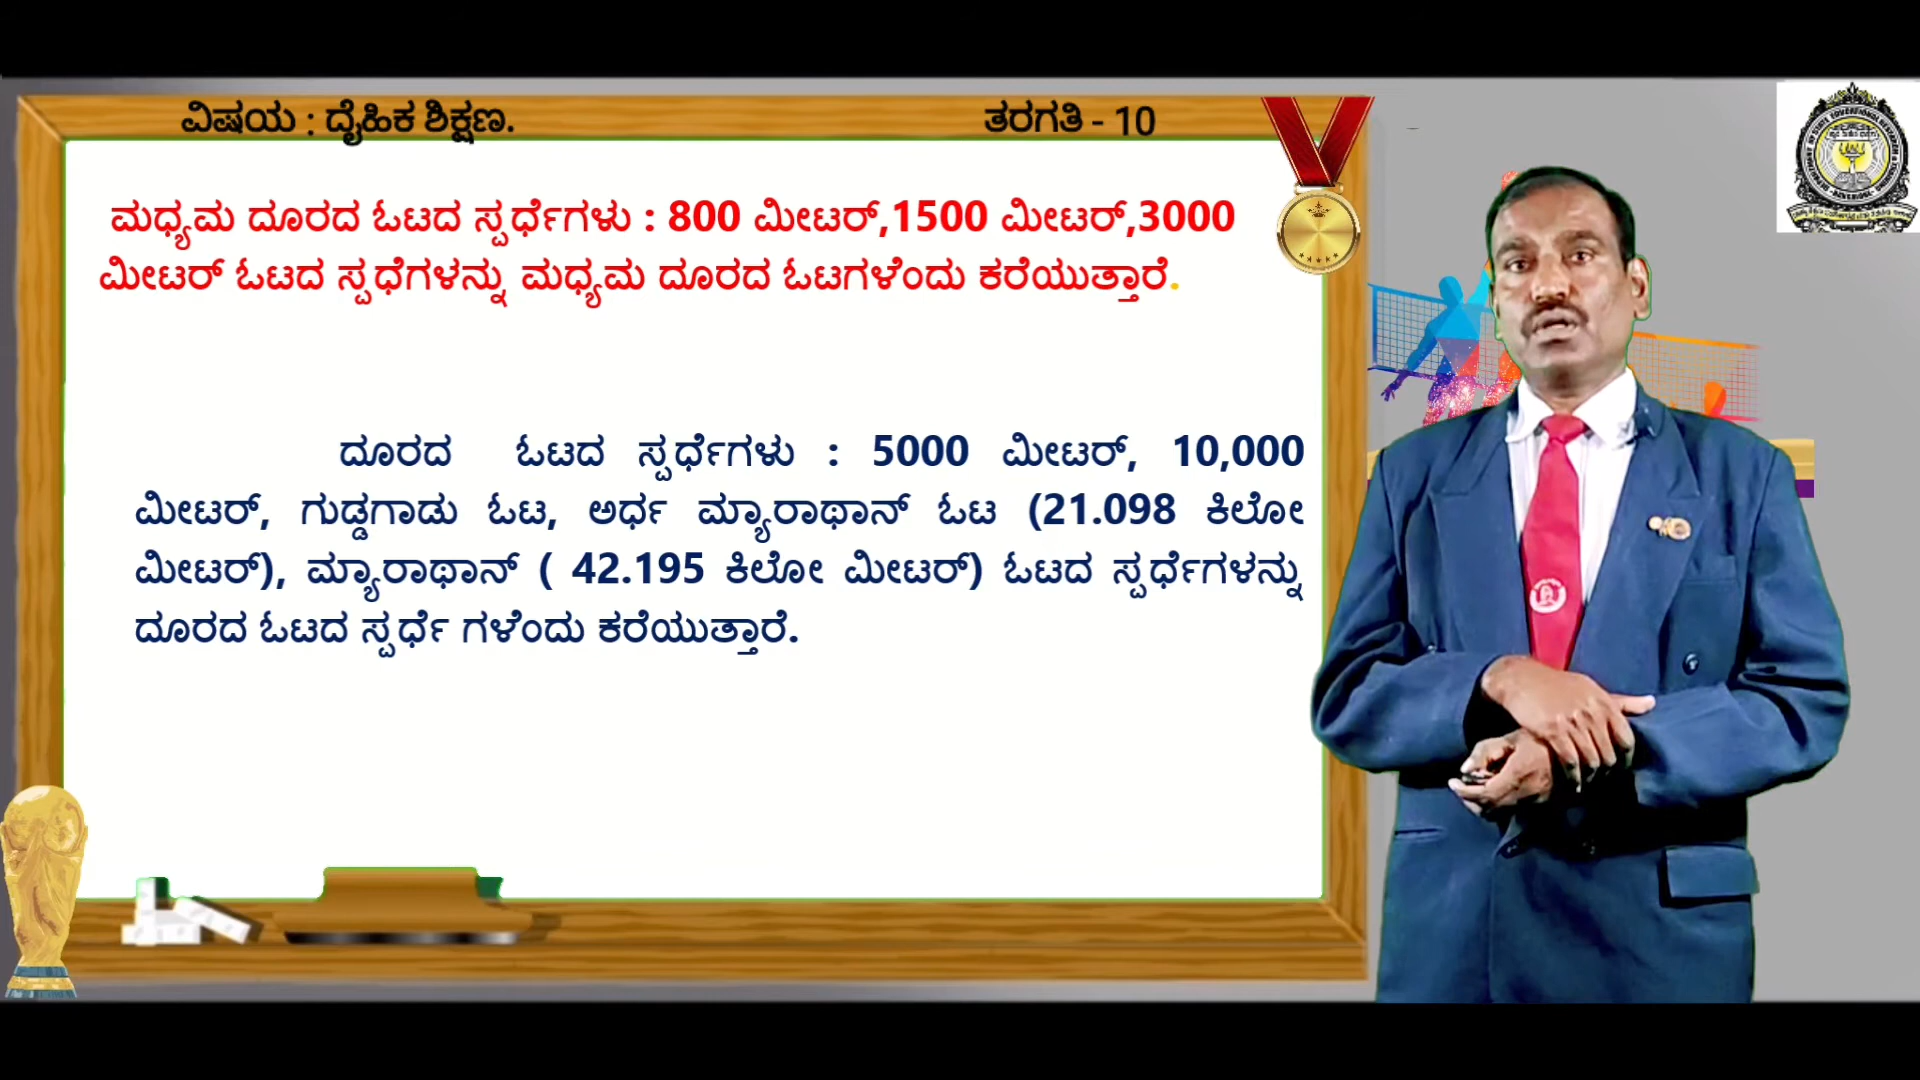 ವಿಷಯ : ದೈಹಿಕ ಶಿಕ್ಷಣ.
ತರಗತಿ - 10
ಮಧ್ಯಮ ದೂರದ ಓಟದ ಸ್ಪರ್ಧೆಗಳು : 800 ಮೀಟರ್,1500 ಮೀಟರ್,3000
ಮೀಟರ್ ಓಟದ ಸ್ಪಧೆಗಳನ್ನು ಮಧ್ಯಮ ದೂರದ ಓಟಗಳೆಂದು ಕರೆಯುತ್ತಾರೆ.
ದೂರದ ಓಟದ ಸ್ಪರ್ಧೆಗಳು : 5000 ಮೀಟರ್, 10,000
ಮೀಟರ್, ಗುಡ್ಡಗಾಡು ಓಟ, ಅರ್ಧ ಮ್ಯಾರಾಥಾನ್ ಓಟ (21.098 ಕಿಲೋ
ಮೀಟರ್), ಮ್ಯಾರಾಥಾನ್ ( 42.195 ಕಿಲೋ ಮೀಟರ್) ಓಟದ ಸ್ಪರ್ಧೆಗಳನ್ನು
ದೂರದ ಓಟದ ಸ್ಪರ್ಧೆ ಗಳೆಂದು ಕರೆಯುತ್ತಾರೆ.